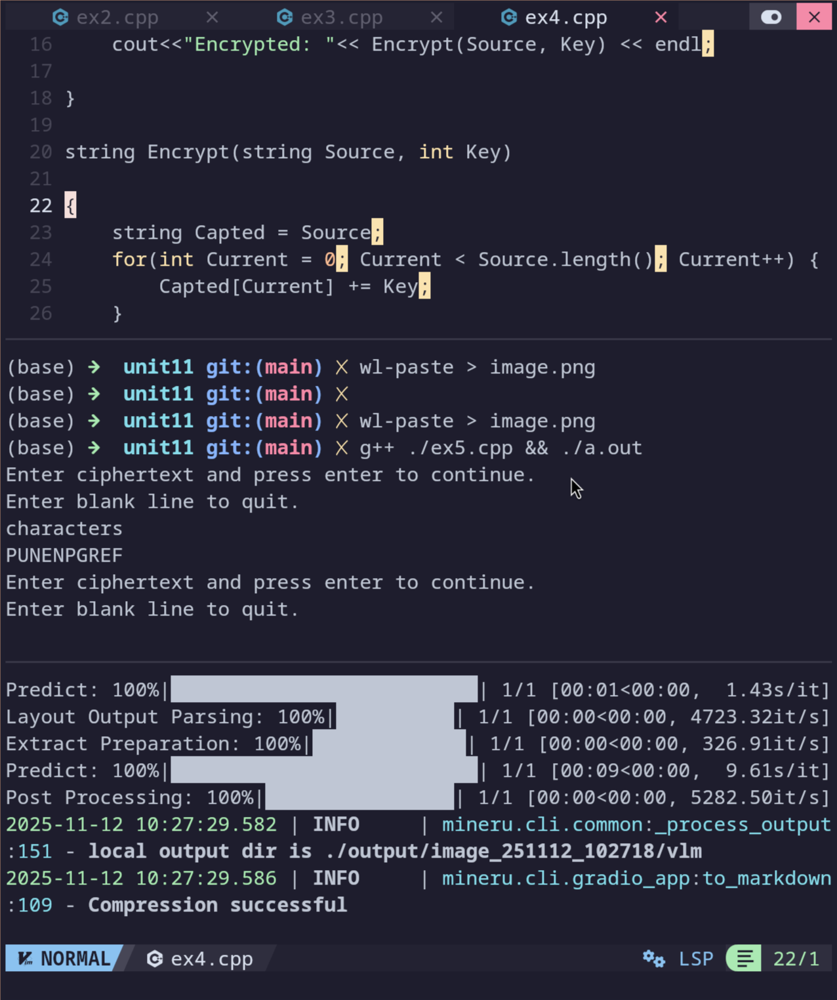 ex2.cpp ex3.cpp ex4.cpp
16 cout<<"Encrypted: "<< Encrypt(Source, Key) << endl;
17
18 }
19
20 string Encrypt(string Source, int Key)
21
22 {
23 string Capted = Source;
24 for(int Current = 0; Current < Source.length(); Current++) {
25 Capted[Current] += Key;
26 }
(base) ➜ unit11 git:(main) ✗ wl-paste > image.png
(base) ➜ unit11 git:(main) ✗
(base) ➜ unit11 git:(main) ✗ wl-paste > image.png
(base) ➜ unit11 git:(main) ✗ g++ ./ex5.cpp && ./a.out
Enter ciphertext and press enter to continue.
Enter blank line to quit.
characters
PUNENPGREF
Enter ciphertext and press enter to continue.
Enter blank line to quit.
Predict: 100%|██████████████████████████| 1/1 [00:01<00:00, 1.43s/it]
Layout Output Parsing: 100%|██████████| 1/1 [00:00<00:00, 4723.32it/s]
Extract Preparation: 100%|█████████████| 1/1 [00:00<00:00, 326.91it/s]
Predict: 100%|██████████████████████████| 1/1 [00:09<00:00, 9.61s/it]
Post Processing: 100%|████████████████| 1/1 [00:00<00:00, 5282.50it/s]
2025-11-12 10:27:29.582 | INFO | mineru.cli.common:_process_output
:151 - local output dir is ./output/image_251112_102718/vlm
2025-11-12 10:27:29.586 | INFO | mineru.cli.gradio_app:to_markdown
:109 - Compression successful
NORMAL ex4.cpp LSP 22/1